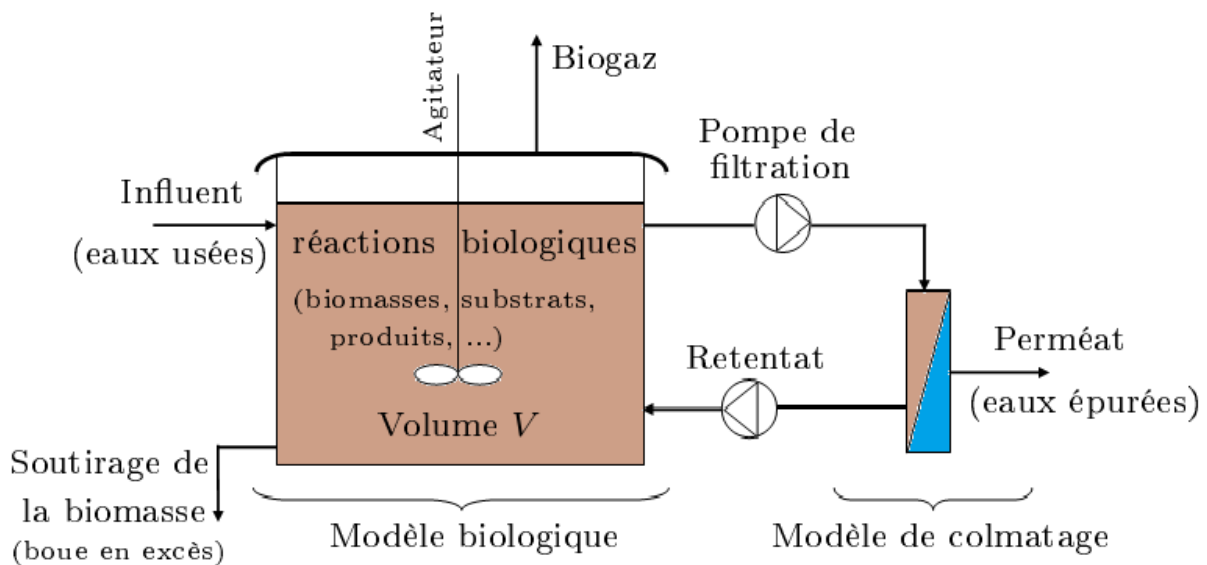 Agitateur
Biogaz
Pompe de
filtration
Influent
(eaux usées)
réactions biologiques
(biomasses, substrats,
produits, ...)
Volume V
Retentat
Perméat
(eaux épurées)
Soutirage de
la biomasse
(boue en excès)
Modèle biologique
Modèle de colmatage